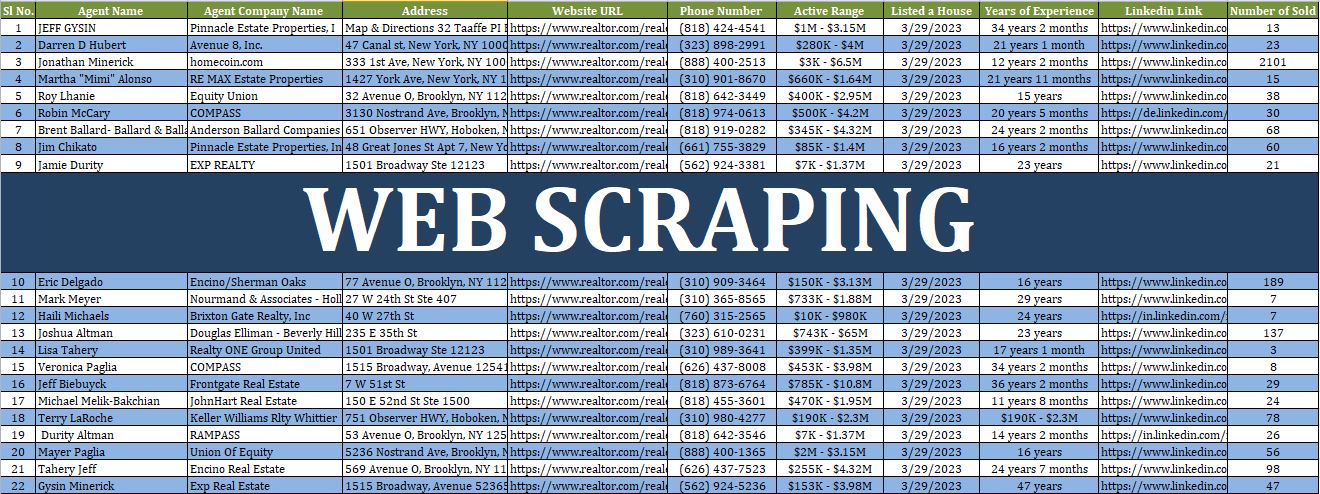 Sl No. Agent Name Agent Company Name Address Website URL Phone Number Active Range Listed a House Years of Experience Linkedin Link Number of Sold
1 JEFF GYSIN Pinnacle Estate Properties, I Map & Directions 32 Taaffe Pl https://www.realtor.com/real (818) 424-4541 $1M - $3.15M 3/29/2023 34 years 2 months https://www.linkedin.co 13
2 Darren D Hubert Avenue 8, Inc. 47 Canal st, New York, NY 1000 https://www.realtor.com/real (323) 898-2991 $280K - $4M 3/29/2023 21 years 1 month https://www.linkedin.co 23
3 Jonathan Minerick homecoin.com 333 1st Ave, New York, NY 100 https://www.realtor.com/real (888) 400-2513 $3K - $6.5M 3/29/2023 12 years 2 months https://www.linkedin.co 2101
4 Martha "Mimi" Alonso RE MAX Estate Properties 1427 York Ave, New York, NY 1 https://www.realtor.com/real (310) 901-8670 $660K - $1.64M 3/29/2023 21 years 11 months https://www.linkedin.co 15
5 Roy Lhanie Equity Union 32 Avenue O, Brooklyn, NY 112 https://www.realtor.com/real (818) 642-3449 $400K - $2.95M 3/29/2023 15 years https://www.linkedin.co 38
6 Robin McCary COMPASS 3130 Nostrand Ave, Brooklyn, N https://www.realtor.com/real (818) 974-0613 $500K - $4.2M 3/29/2023 20 years 5 months https://de.linkedin.com/ 30
7 Brent Ballard- Ballard & Balla Anderson Ballard Companies 651 Observer HWY, Hoboken, N https://www.realtor.com/real (818) 919-0282 $345K - $4.32M 3/29/2023 24 years 2 months https://www.linkedin.co 68
8 Jim Chikato Pinnacle Estate Properties, In 48 Great Jones St Apt 7, New Yo https://www.realtor.com/real (661) 755-3829 $85K - $1.4M 3/29/2023 16 years 2 months https://www.linkedin.co 60
9 Jamie Durity EXP REALTY 1501 Broadway Ste 12123 https://www.realtor.com/real (562) 924-3381 $7K - $1.37M 3/29/2023 23 years https://www.linkedin.co 21
WEB SCRAPING
10 Eric Delgado Encino/Sherman Oaks 77 Avenue O, Brooklyn, NY 112 https://www.realtor.com/real (310) 909-3464 $150K - $3.13M 3/29/2023 16 years https://www.linkedin.co 189
11 Mark Meyer Nourmand & Associates - Holl 27 W 24th St Ste 407 https://www.realtor.com/real (310) 365-8565 $733K - $1.88M 3/29/2023 29 years https://www.linkedin.co 7
12 Haili Michaels Brixton Gate Realty, Inc 40 W 27th St https://www.realtor.com/real (760) 315-2565 $10K - $980K 3/29/2023 24 years https://in.linkedin.com/ 7
13 Joshua Altman Douglas Elliman - Beverly Hill 235 E 35th St https://www.realtor.com/real (323) 610-0231 $743K - $65M 3/29/2023 23 years https://www.linkedin.co 137
14 Lisa Tahery Realty ONE Group United 1501 Broadway Ste 12123 https://www.realtor.com/real (310) 989-3641 $399K - $1.35M 3/29/2023 17 years 1 month https://www.linkedin.co 3
15 Veronica Paglia COMPASS 1515 Broadway, Avenue 12541 https://www.realtor.com/real (626) 437-8008 $453K - $3.98M 3/29/2023 34 years 2 months https://www.linkedin.co 8
16 Jeff Biebuyck Frontgate Real Estate 7 W 51st St https://www.realtor.com/real (818) 873-6764 $785K - $10.8M 3/29/2023 36 years 2 months https://www.linkedin.co 29
17 Michael Melik-Bakchian JohnHart Real Estate 150 E 52nd St Ste 1500 https://www.realtor.com/real (818) 455-3601 $470K - $1.95M 3/29/2023 11 years 8 months https://www.linkedin.co 24
18 Terry LaRoche Keller Williams Rlty Whittier 751 Observer HWY, Hoboken, N https://www.realtor.com/real (310) 980-4277 $190K - $2.3M 3/29/2023 $190K - $2.3M https://www.linkedin.co 78
19 Durity Altman RAMPASS 53 Avenue O, Brooklyn, NY 125 https://www.realtor.com/real (818) 642-3546 $7K - $1.37M 3/29/2023 14 years 2 months https://in.linkedin.com/ 26
20 Mayer Paglia Union Of Equity 5236 Nostrand Ave, Brooklyn, N https://www.realtor.com/real (888) 400-1365 $2M - $3.15M 3/29/2023 16 years https://www.linkedin.co 56
21 Tahery Jeff Encino Real Estate 569 Avenue O, Brooklyn, NY 11 https://www.realtor.com/real (626) 437-7523 $255K - $4.32M 3/29/2023 24 years 7 months https://www.linkedin.co 98
22 Gysin Minerick Exp Real Estate 1515 Broadway, Avenue 52365 https://www.realtor.com/real (562) 924-5236 $153K - $3.98M 3/29/2023 47 years https://www.linkedin.co 47